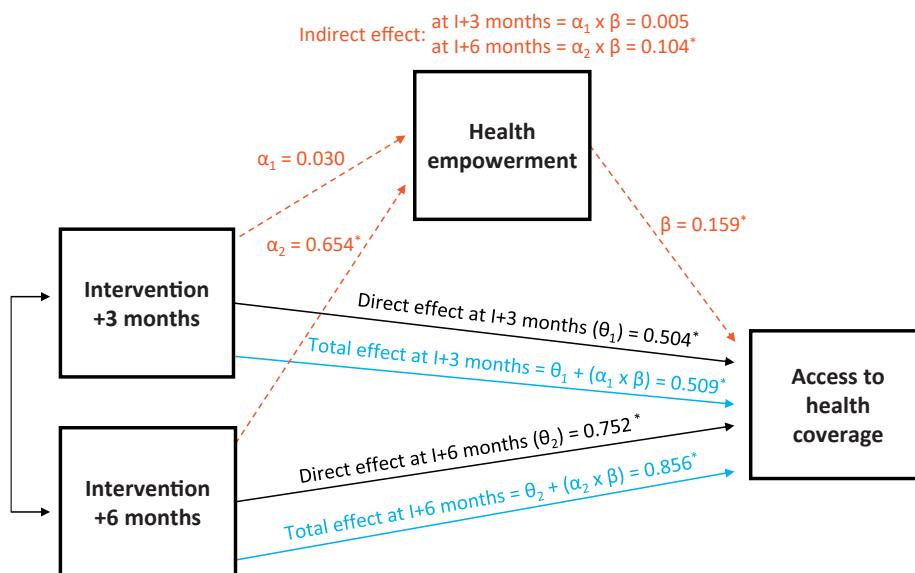 Indirect effect: at I+3 months = α₁ x β = 0.005
at I+6 months = α₂ x β = 0.104*
Health
empowerment
α₁ = 0.030
α₂ = 0.654*
β = 0.159*
Intervention
+3 months
Direct effect at I+3 months (θ₁) = 0.504*
Total effect at I+3 months = θ₁ + (α₁ x β) = 0.509*
Access to
health
coverage
Intervention
+6 months
Direct effect at I+6 months (θ₂) = 0.752*
Total effect at I+6 months = θ₂ + (α₂ x β) = 0.856*